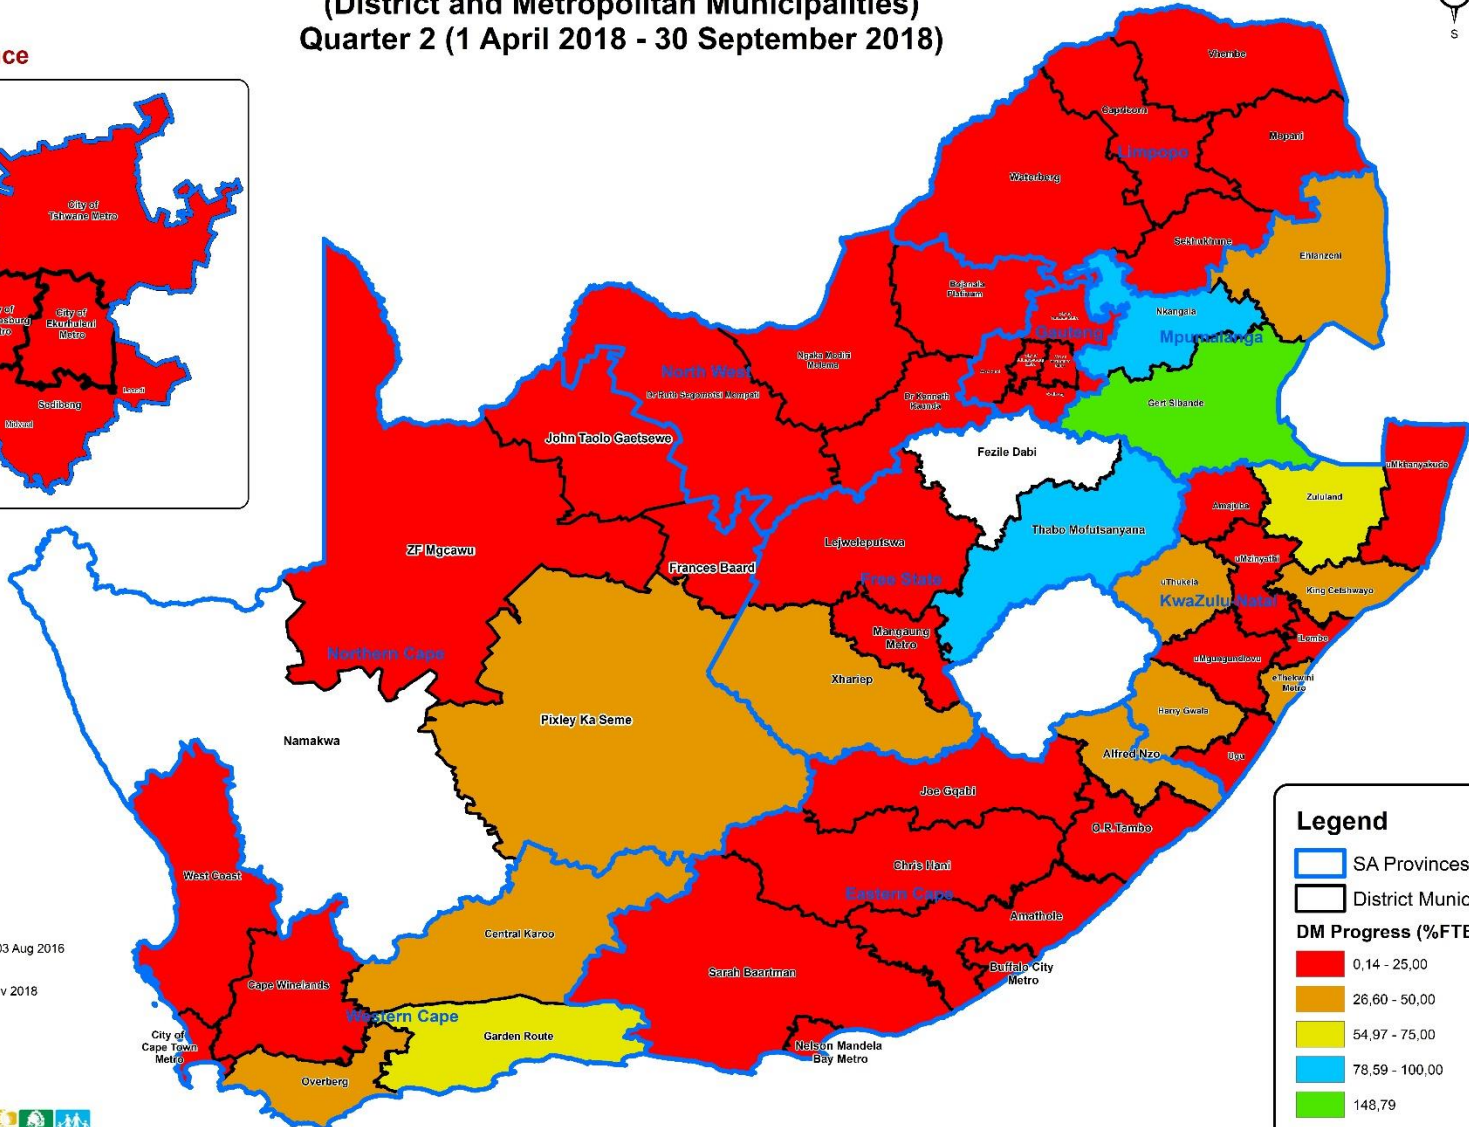 (District and Metropolitan Municipalities)
Quarter 2 (1 April 2018 - 30 September 2018)
S
ce
City of
Tshwane Metro
City of
Ekurhuleni
Metro
Lesedi
Sedibeng
Midvaal
Vhembe
Capricorn
Mopani
Limpopo
Waterberg
Sekhukhune
Ehlanzeni
Bojanala
Platinum
Nkangala
Mpumalanga
Gauteng
Ngaka Modiri
Molema
North West
Dr Ruth Segomotsi Mompati
Dr Kenneth
Kaunda
Gert Sibande
John Taolo Gaetsewe
Fezile Dabi
uMkhanyakude
Zululand
Amajuba
Thabo Mofutsanyana
Lejweleputswa
ZF Mgcawu
Frances Baard
uMzinyathi
Free State
uThukela
King Cetshwayo
KwaZulu-Natal
Mangaung
Metro
iLembe
Northern Cape
uMgungundlovu
Xhariep
eThekwini
Metro
Pixley Ka Seme
Harry Gwala
Namakwa
Alfred Nzo
Ugu
Joe Gqabi
O.R.Tambo
Chris Hani
West Coast
Eastern Cape
Amathole
Central Karoo
Sarah Baartman
Buffalo City
Metro
Cape Winelands
Western Cape
Garden Route
City of
Cape Town
Metro
Nelson Mandela
Bay Metro
Overberg
03 Aug 2016
v 2018
Legend
SA Provinces
District Munic
DM Progress (%FTE
0,14 - 25,00
26,60 - 50,00
54,97 - 75,00
78,59 - 100,00
148,79